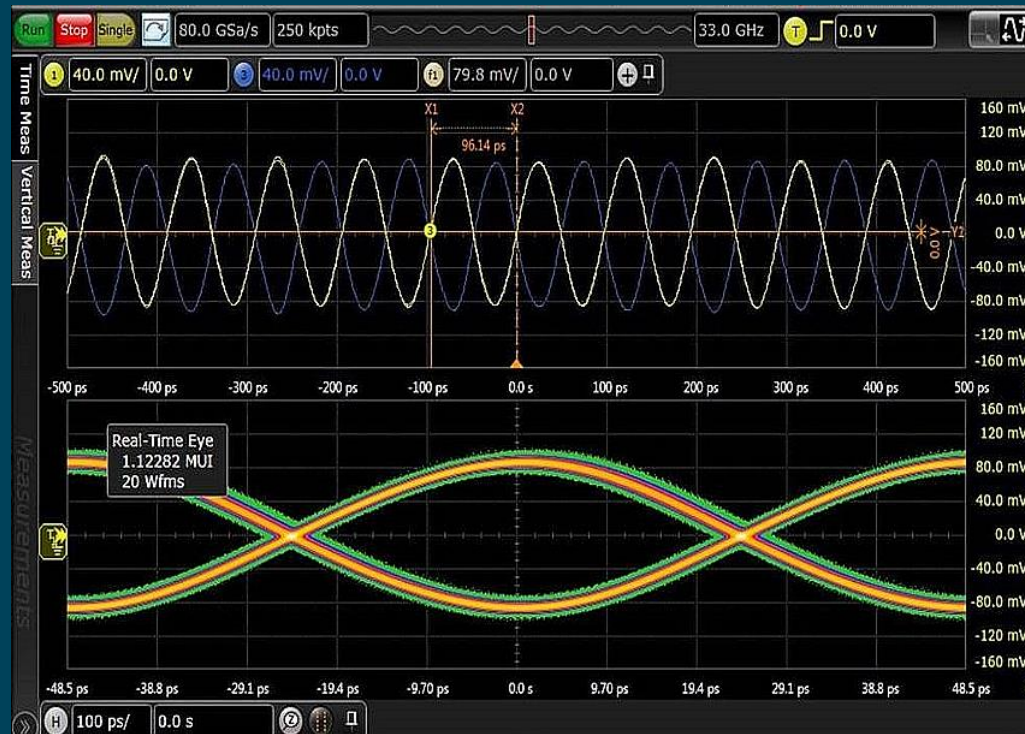 Run Stop Single 80.0 GSa/s 250 kpts 33.0 GHz T 0.0 V
1 40.0 mV/ 0.0 V 3 40.0 mV/ 0.0 V f1 79.8 mV/ 0.0 V +
Time Meas
Vertical Meas
Measurements
X1 X2
96.14 ps
3
0.0 V
Y2
160 mV
120 mV
80.0 mV
40.0 mV
0.0 V
-40.0 mV
-80.0 mV
-120 mV
-160 mV
-500 ps -400 ps -300 ps -200 ps -100 ps 0.0 s 100 ps 200 ps 300 ps 400 ps 500 ps
Real-Time Eye
1.12282 MUI
20 Wfms
160 mV
120 mV
80.0 mV
40.0 mV
0.0 V
-40.0 mV
-80.0 mV
-120 mV
-160 mV
-48.5 ps -38.8 ps -29.1 ps -19.4 ps -9.70 ps 0.0 s 9.70 ps 19.4 ps 29.1 ps 38.8 ps 48.5 ps
H 100 ps/ 0.0 s